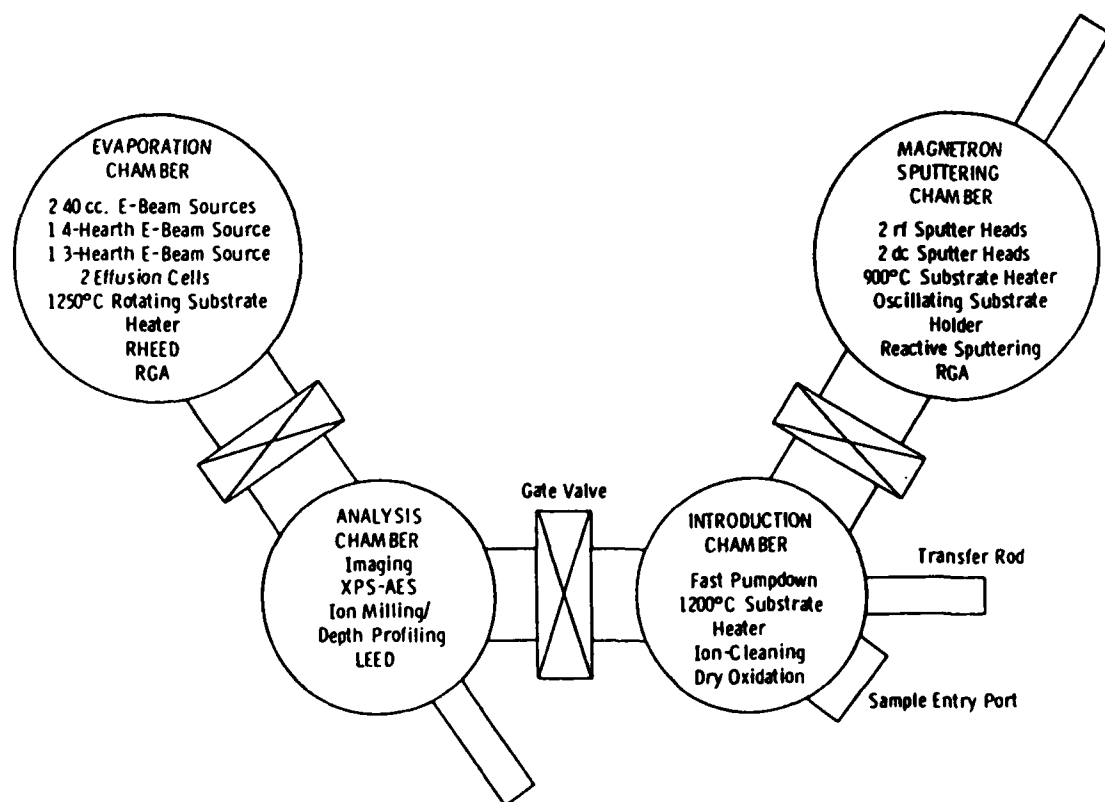 EVAPORATION
CHAMBER
2 40 cc. E-Beam Sources
1 4-Hearth E-Beam Source
1 3-Hearth E-Beam Source
2 Effusion Cells
1250°C Rotating Substrate
Heater
RHEED
RGA
MAGNETRON
SPUTTERING
CHAMBER
2 rf Sputter Heads
2 dc Sputter Heads
900°C Substrate Heater
Oscillating Substrate
Holder
Reactive Sputtering
RGA
ANALYSIS
CHAMBER
Imaging
XPS-AES
Ion Milling/
Depth Profiling
LEED
Gate Valve
INTRODUCTION
CHAMBER
Fast Pumpdown
1200°C Substrate
Heater
Ion-Cleaning
Dry Oxidation
Transfer Rod
Sample Entry Port